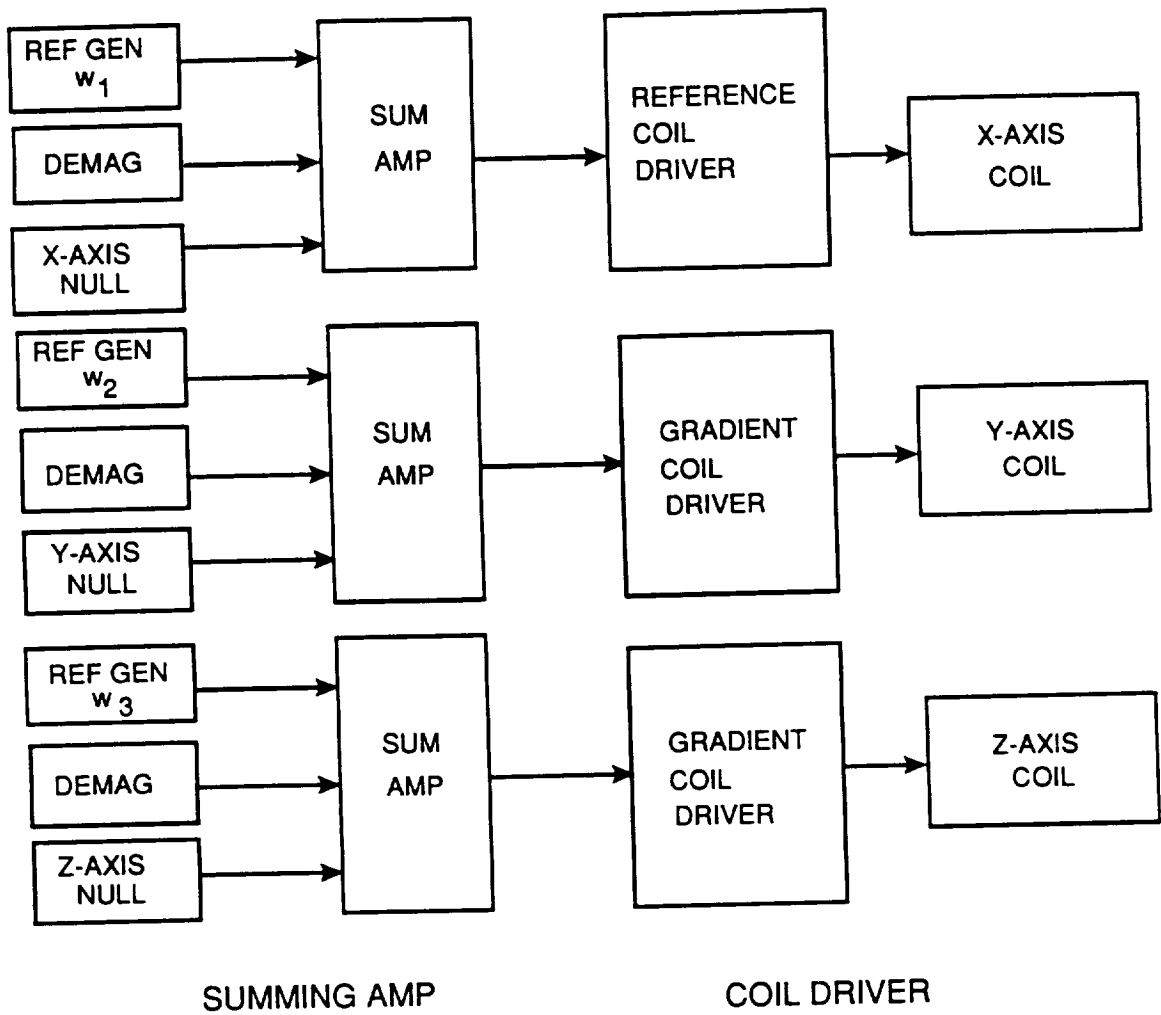 REF GEN
w1
DEMAG
X-AXIS
NULL
SUM
AMP
REFERENCE
COIL
DRIVER
X-AXIS
COIL
REF GEN
w2
DEMAG
Y-AXIS
NULL
SUM
AMP
GRADIENT
COIL
DRIVER
Y-AXIS
COIL
REF GEN
w3
DEMAG
Z-AXIS
NULL
SUM
AMP
GRADIENT
COIL
DRIVER
Z-AXIS
COIL
SUMMING AMP
COIL DRIVER